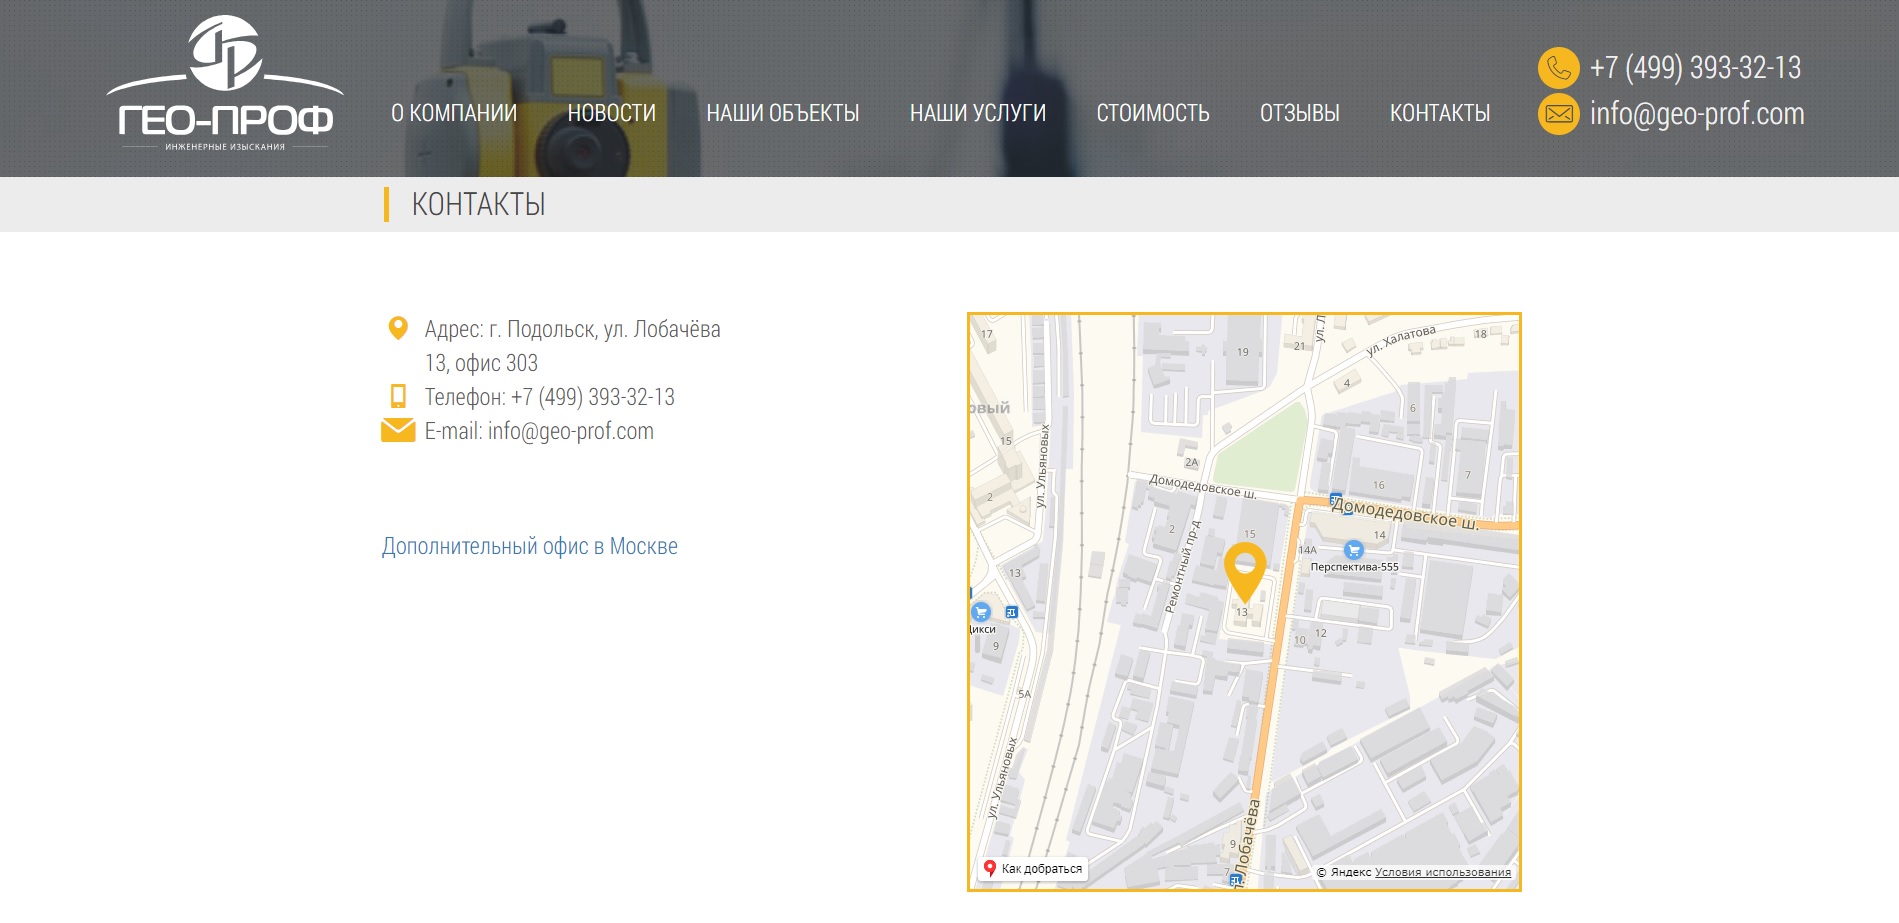 ГЕО-ПРОФ
ИНЖЕНЕРНЫЕ ИЗЫСКАНИЯ
О КОМПАНИИ
НОВОСТИ
НАШИ ОБЪЕКТЫ
НАШИ УСЛУГИ
СТОИМОСТЬ
ОТЗЫВЫ
КОНТАКТЫ
+7 (499) 393-32-13
info@geo-prof.com
КОНТАКТЫ
Адрес: г. Подольск, ул. Лобачёва
13, офис 303
Телефон: +7 (499) 393-32-13
E-mail: info@geo-prof.com
Дополнительный офис в Москве
17
19
21
ул. Л
ул. Халатова
18
4
овый
6
15
ул. Ульяновых
2А
7
2
Домодедовское ш.
16
Домодедовское ш.
2
Ремонтный пр-д
15
14А
14
Перспектива-555
13
13
Дикси
9
10
12
5А
ул. Ульяновых
9
7
Лобачёва
Как добраться
© Яндекс Условия использования